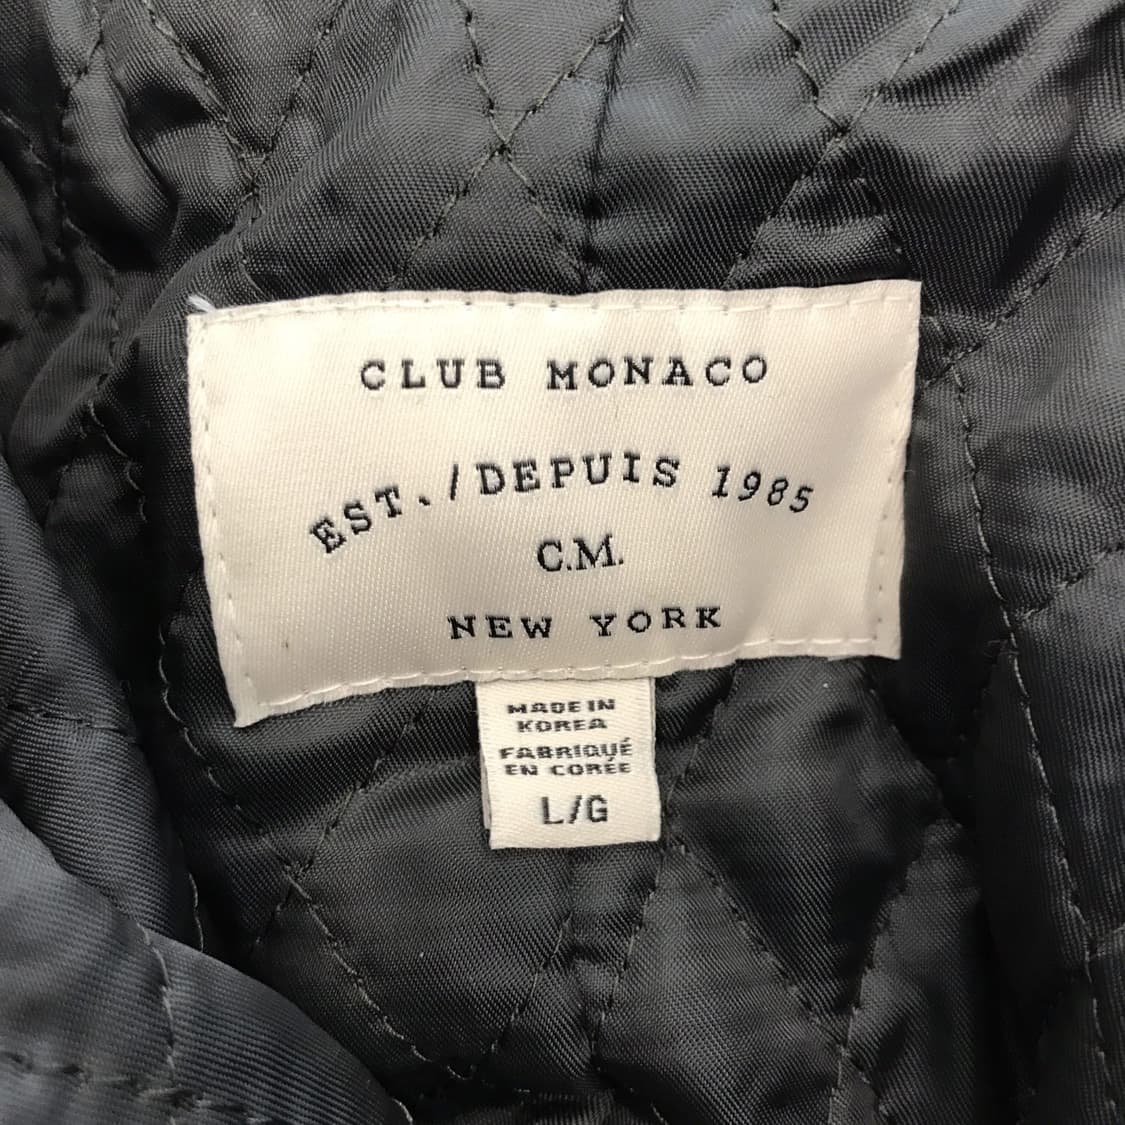 CLUB MONACO
EST./DEPUIS 1985
C.M.
NEW YORK
MADE IN
KOREA
FABRIQUÉ
EN CORÉE
L/G